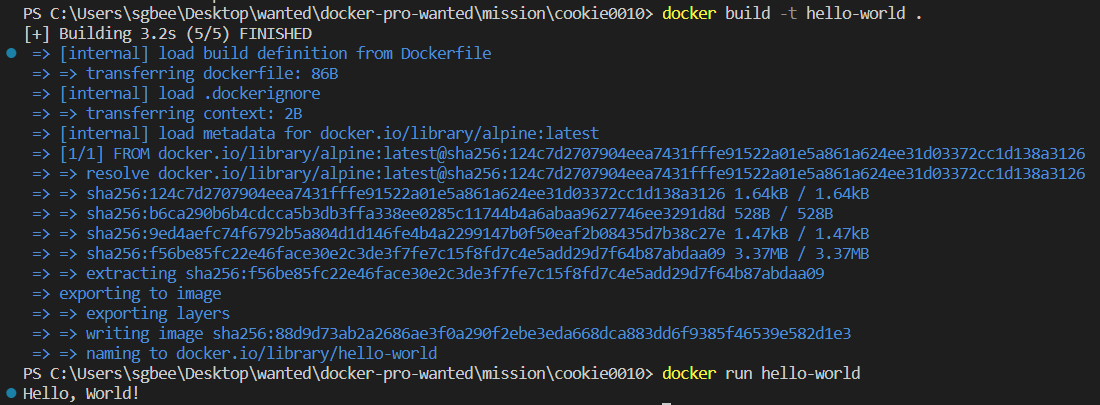 PS C:\Users\sgbee\Desktop\wanted\docker-pro-wanted\mission\cookie0010> docker build -t hello-world .
[+] Building 3.2s (5/5) FINISHED
=> [internal] load build definition from Dockerfile
=> => transferring dockerfile: 86B
=> [internal] load .dockerignore
=> => transferring context: 2B
=> [internal] load metadata for docker.io/library/alpine:latest
=> [1/1] FROM docker.io/library/alpine:latest@sha256:124c7d2707904eea7431fffe91522a01e5a861a624ee31d03372cc1d138a3126
=> => resolve docker.io/library/alpine:latest@sha256:124c7d2707904eea7431fffe91522a01e5a861a624ee31d03372cc1d138a3126
=> => sha256:124c7d2707904eea7431fffe91522a01e5a861a624ee31d03372cc1d138a3126 1.64kB / 1.64kB
=> => sha256:b6ca290b6b4cdcca5b3db3ffa338ee0285c11744b4a6abaa9627746ee3291d8d 528B / 528B
=> => sha256:9ed4aefc74f6792b5a804d1d146fe4b4a2299147b0f50eaf2b08435d7b38c27e 1.47kB / 1.47kB
=> => sha256:f56be85fc22e46face30e2c3de3f7fe7c15f8fd7c4e5add29d7f64b87abdaa09 3.37MB / 3.37MB
=> => extracting sha256:f56be85fc22e46face30e2c3de3f7fe7c15f8fd7c4e5add29d7f64b87abdaa09
=> exporting to image
=> => exporting layers
=> => writing image sha256:88d9d73ab2a2686ae3f0a290f2ebe3eda668dca883dd6f9385f46539e582d1e3
=> => naming to docker.io/library/hello-world
PS C:\Users\sgbee\Desktop\wanted\docker-pro-wanted\mission\cookie0010> docker run hello-world
Hello, World!